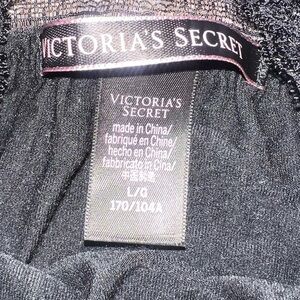 VICTORIA'S SECRET
VICTORIA'S
SECRET
made in China/
fabriqué en Chine/
hecho en China/
fabbricato in Cina/
中国制造
L/G
170/104A